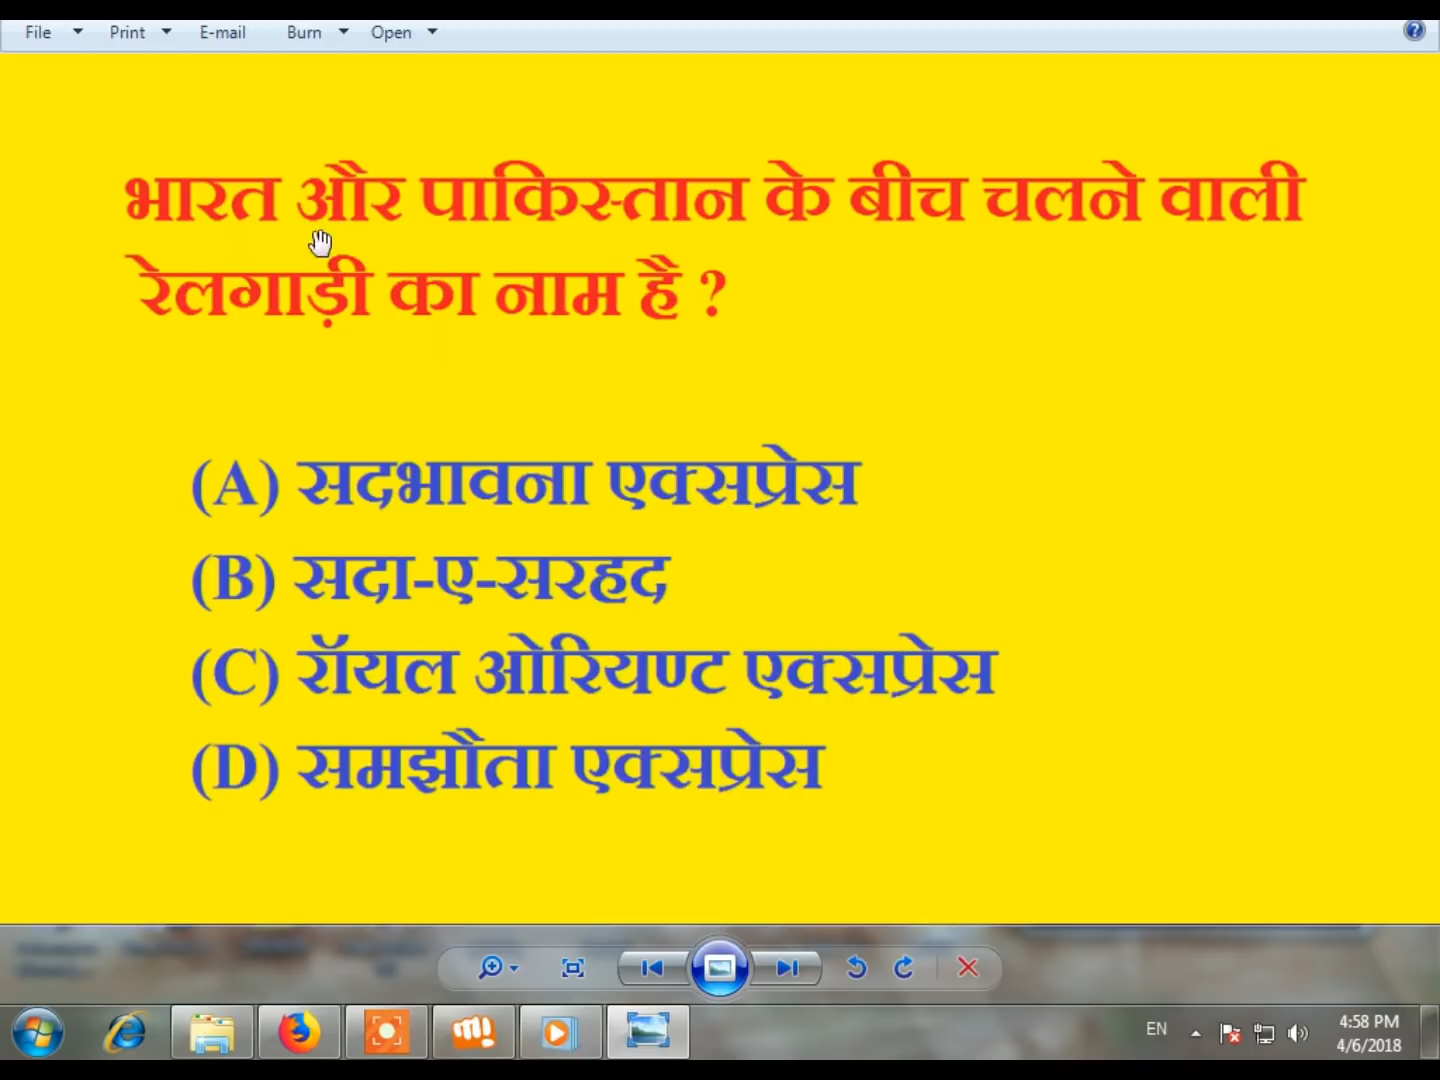 File Print E-mail Burn Open
भारत और पाकिस्तान के बीच चलने वाली
रेलगाड़ी का नाम है ?
(A) सदभावना एक्सप्रेस
(B) सदा-ए-सरहद
(C) रॉयल ओरियण्ट एक्सप्रेस
(D) समझौता एक्सप्रेस
EN
4:58 PM
4/6/2018